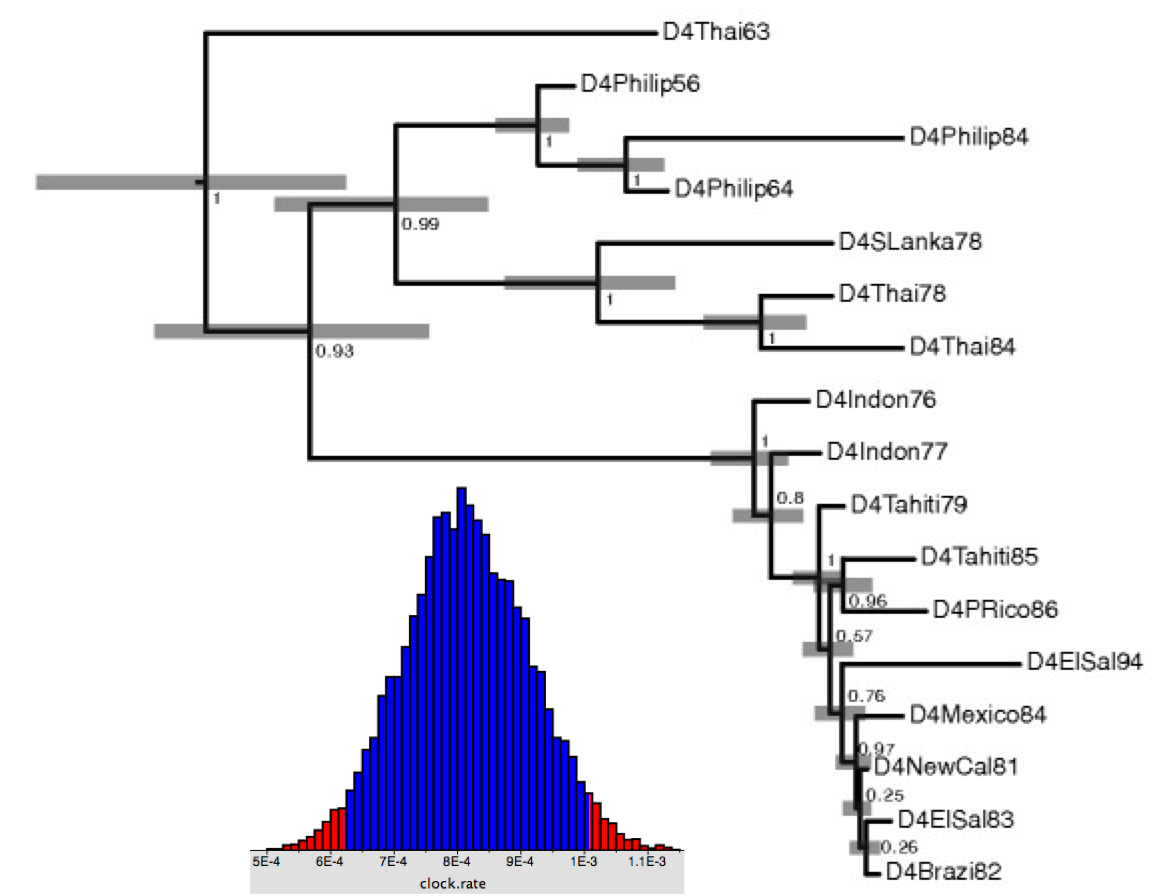 D4Thai63
D4Philip56
1
D4Philip84
1
D4Philip64
1
0.99
D4SLanka78
1
D4Thai78
1
D4Thai84
0.93
D4Indon76
1
D4Indon77
0.8
D4Tahiti79
1
D4Tahiti85
0.96
D4PRico86
0.57
D4ElSal94
0.76
D4Mexico84
0.97
D4NewCal81
0.25
D4ElSal83
0.26
D4Brazi82
5E-4 6E-4 7E-4 8E-4 9E-4 1E-3 1.1E-3
clock.rate